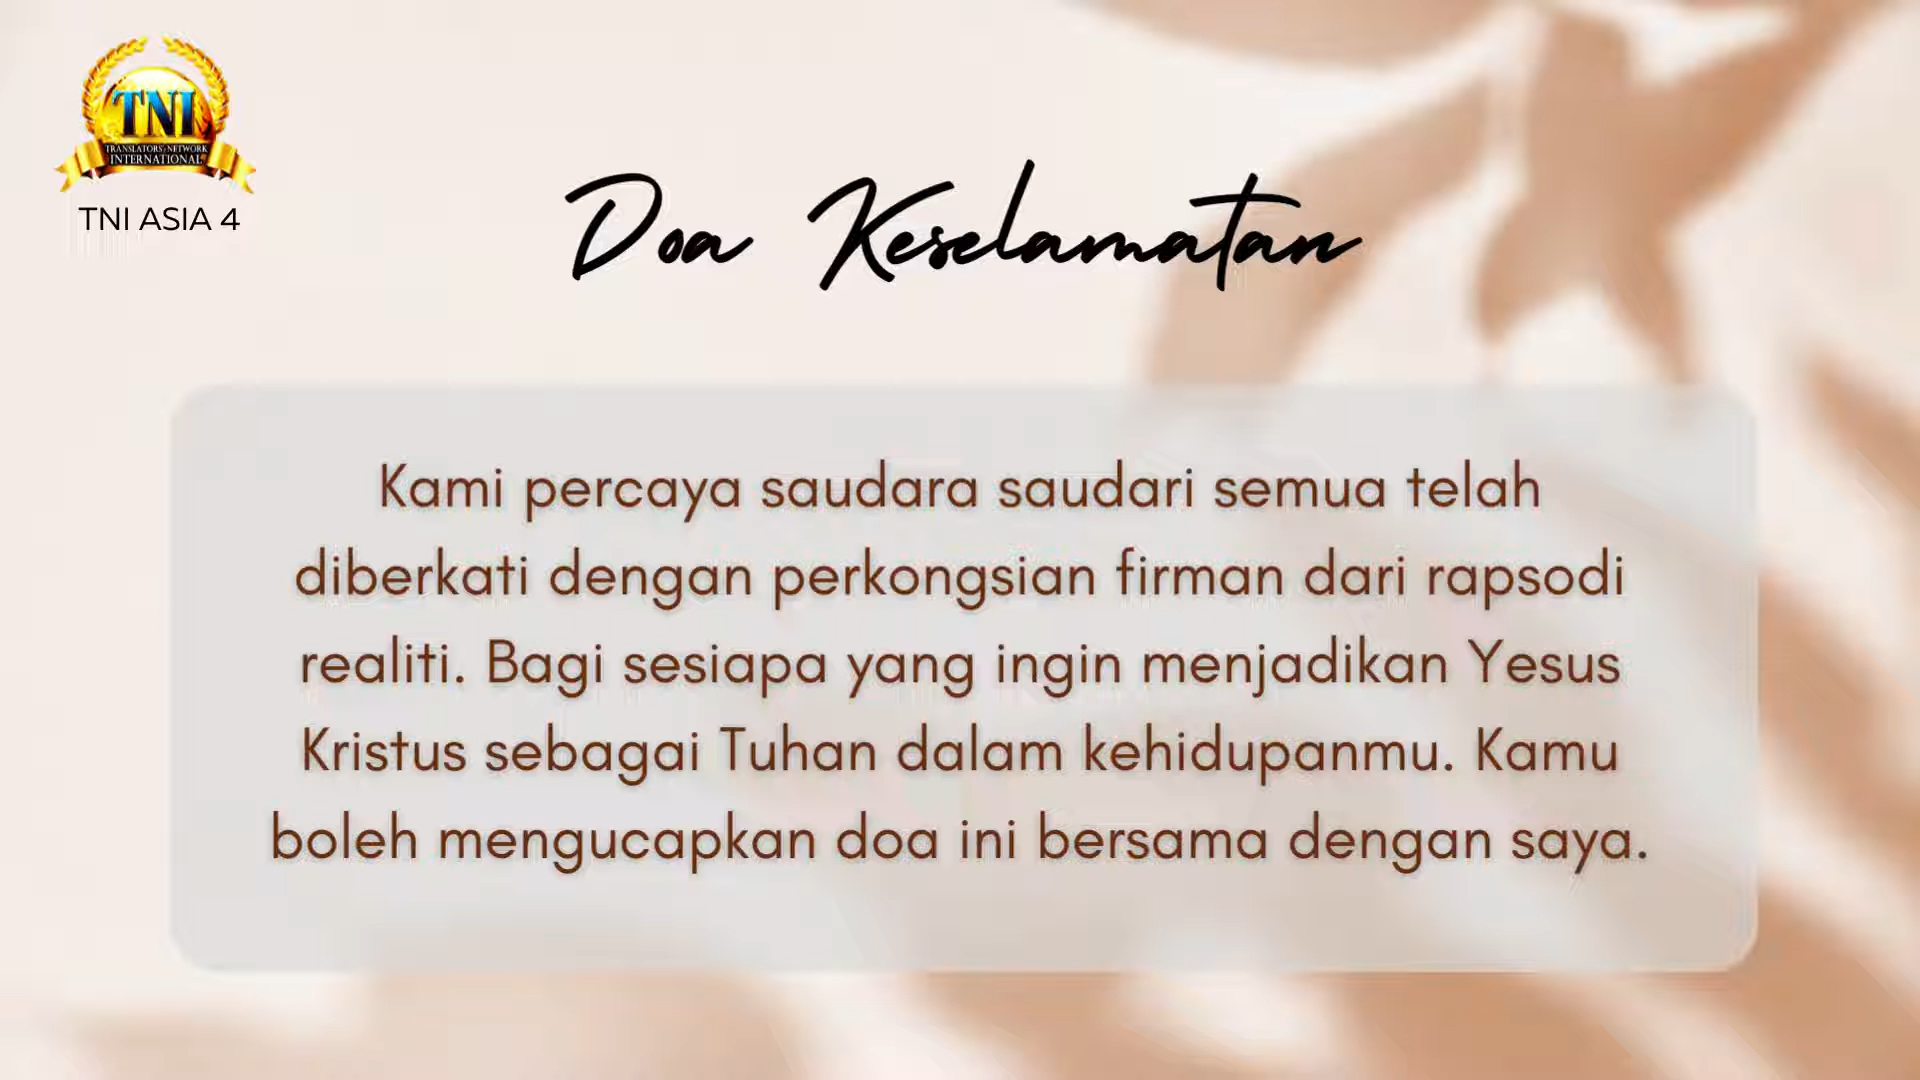 TNI
TRANSLATORS' NETWORK
INTERNATIONAL
TNI ASIA 4
Doa Keselamatan
Kami percaya saudara saudari semua telah
diberkati dengan perkongsian firman dari rapsodi
realiti. Bagi sesiapa yang ingin menjadikan Yesus
Kristus sebagai Tuhan dalam kehidupanmu. Kamu
boleh mengucapkan doa ini bersama dengan saya.